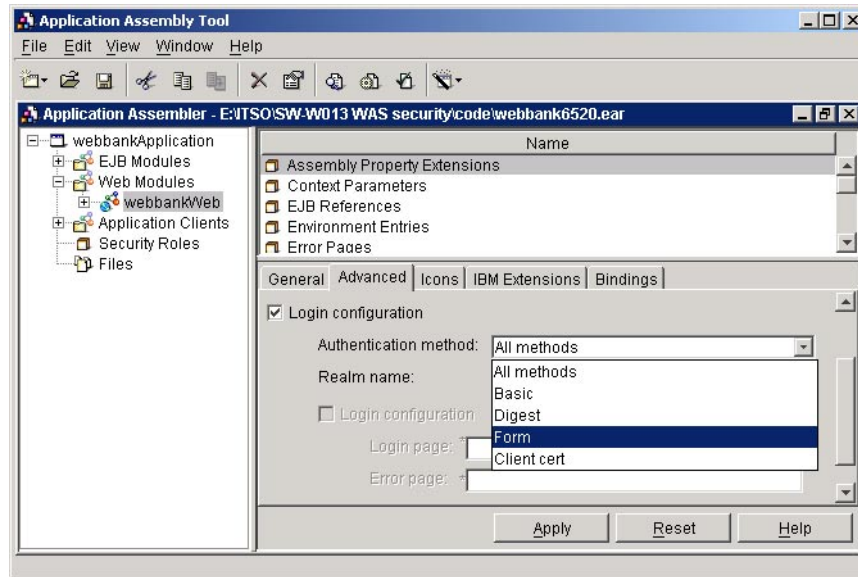 Application Assembly Tool
File Edit View Window Help
Application Assembler - E:\ITSO\SW-W013 WAS security\code\webbank6520.ear
webbankApplication
EJB Modules
Web Modules
webbankWeb
Application Clients
Security Roles
Files
Name
Assembly Property Extensions
Context Parameters
EJB References
Environment Entries
Error Pages
General Advanced Icons IBM Extensions Bindings
Login configuration
Authentication method: All methods
Realm name:
All methods
Basic
Digest
Form
Client cert
Login configuration
Login page: *
Error page: *
Apply Reset Help